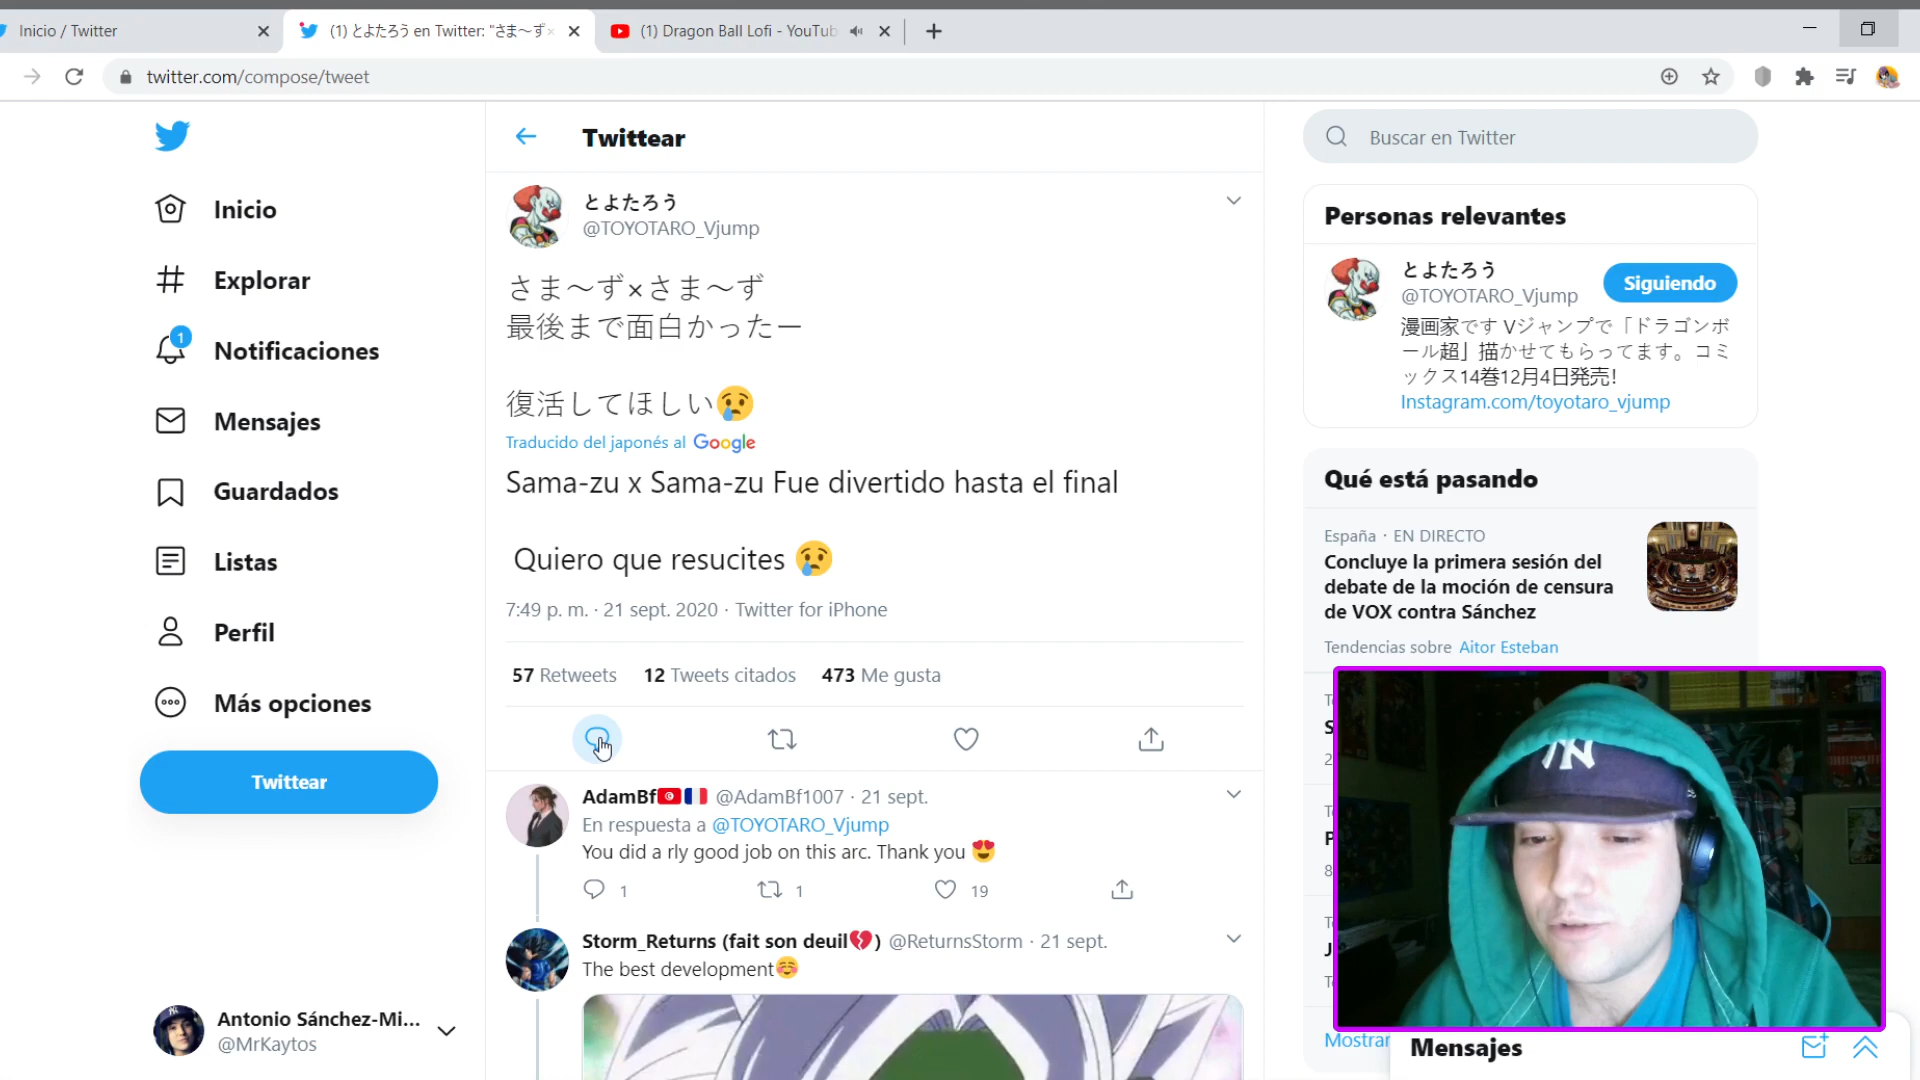 Inicio / Twitter
(1) とよたろう en Twitter: "さま～ず×
(1) Dragon Ball Lofi - YouTub
twitter.com/compose/tweet
Twittear
Buscar en Twitter
Inicio
Explorar
1
Notificaciones
Mensajes
Guardados
Listas
Perfil
Más opciones
Twittear
Antonio Sánchez-Mi...
@MrKaytos
とよたろう
@TOYOTARO_Vjump
さま～ず×さま～ず
最後まで面白かったー
復活してほしい😢
Traducido del japonés al Google
Sama-zu x Sama-zu Fue divertido hasta el final
Quiero que resucites 😢
7:49 p. m. · 21 sept. 2020 · Twitter for iPhone
57 Retweets 12 Tweets citados 473 Me gusta
AdamBf🇹🇳🇫🇷 @AdamBf1007 · 21 sept.
En respuesta a @TOYOTARO_Vjump
You did a rly good job on this arc. Thank you 😍
1 1 19
Storm_Returns (fait son deuil💔) @ReturnsStorm · 21 sept.
The best development☺️
Personas relevantes
とよたろう
@TOYOTARO_Vjump
Siguiendo
漫画家です Vジャンプで「ドラゴンボ
ール超」描かせてもらってます。コミ
ックス14巻12月4日発売!
Instagram.com/toyotaro_vjump
Qué está pasando
España · EN DIRECTO
Concluye la primera sesión del
debate de la moción de censura
de VOX contra Sánchez
Tendencias sobre Aitor Esteban
NY
Mostrar
Mensajes